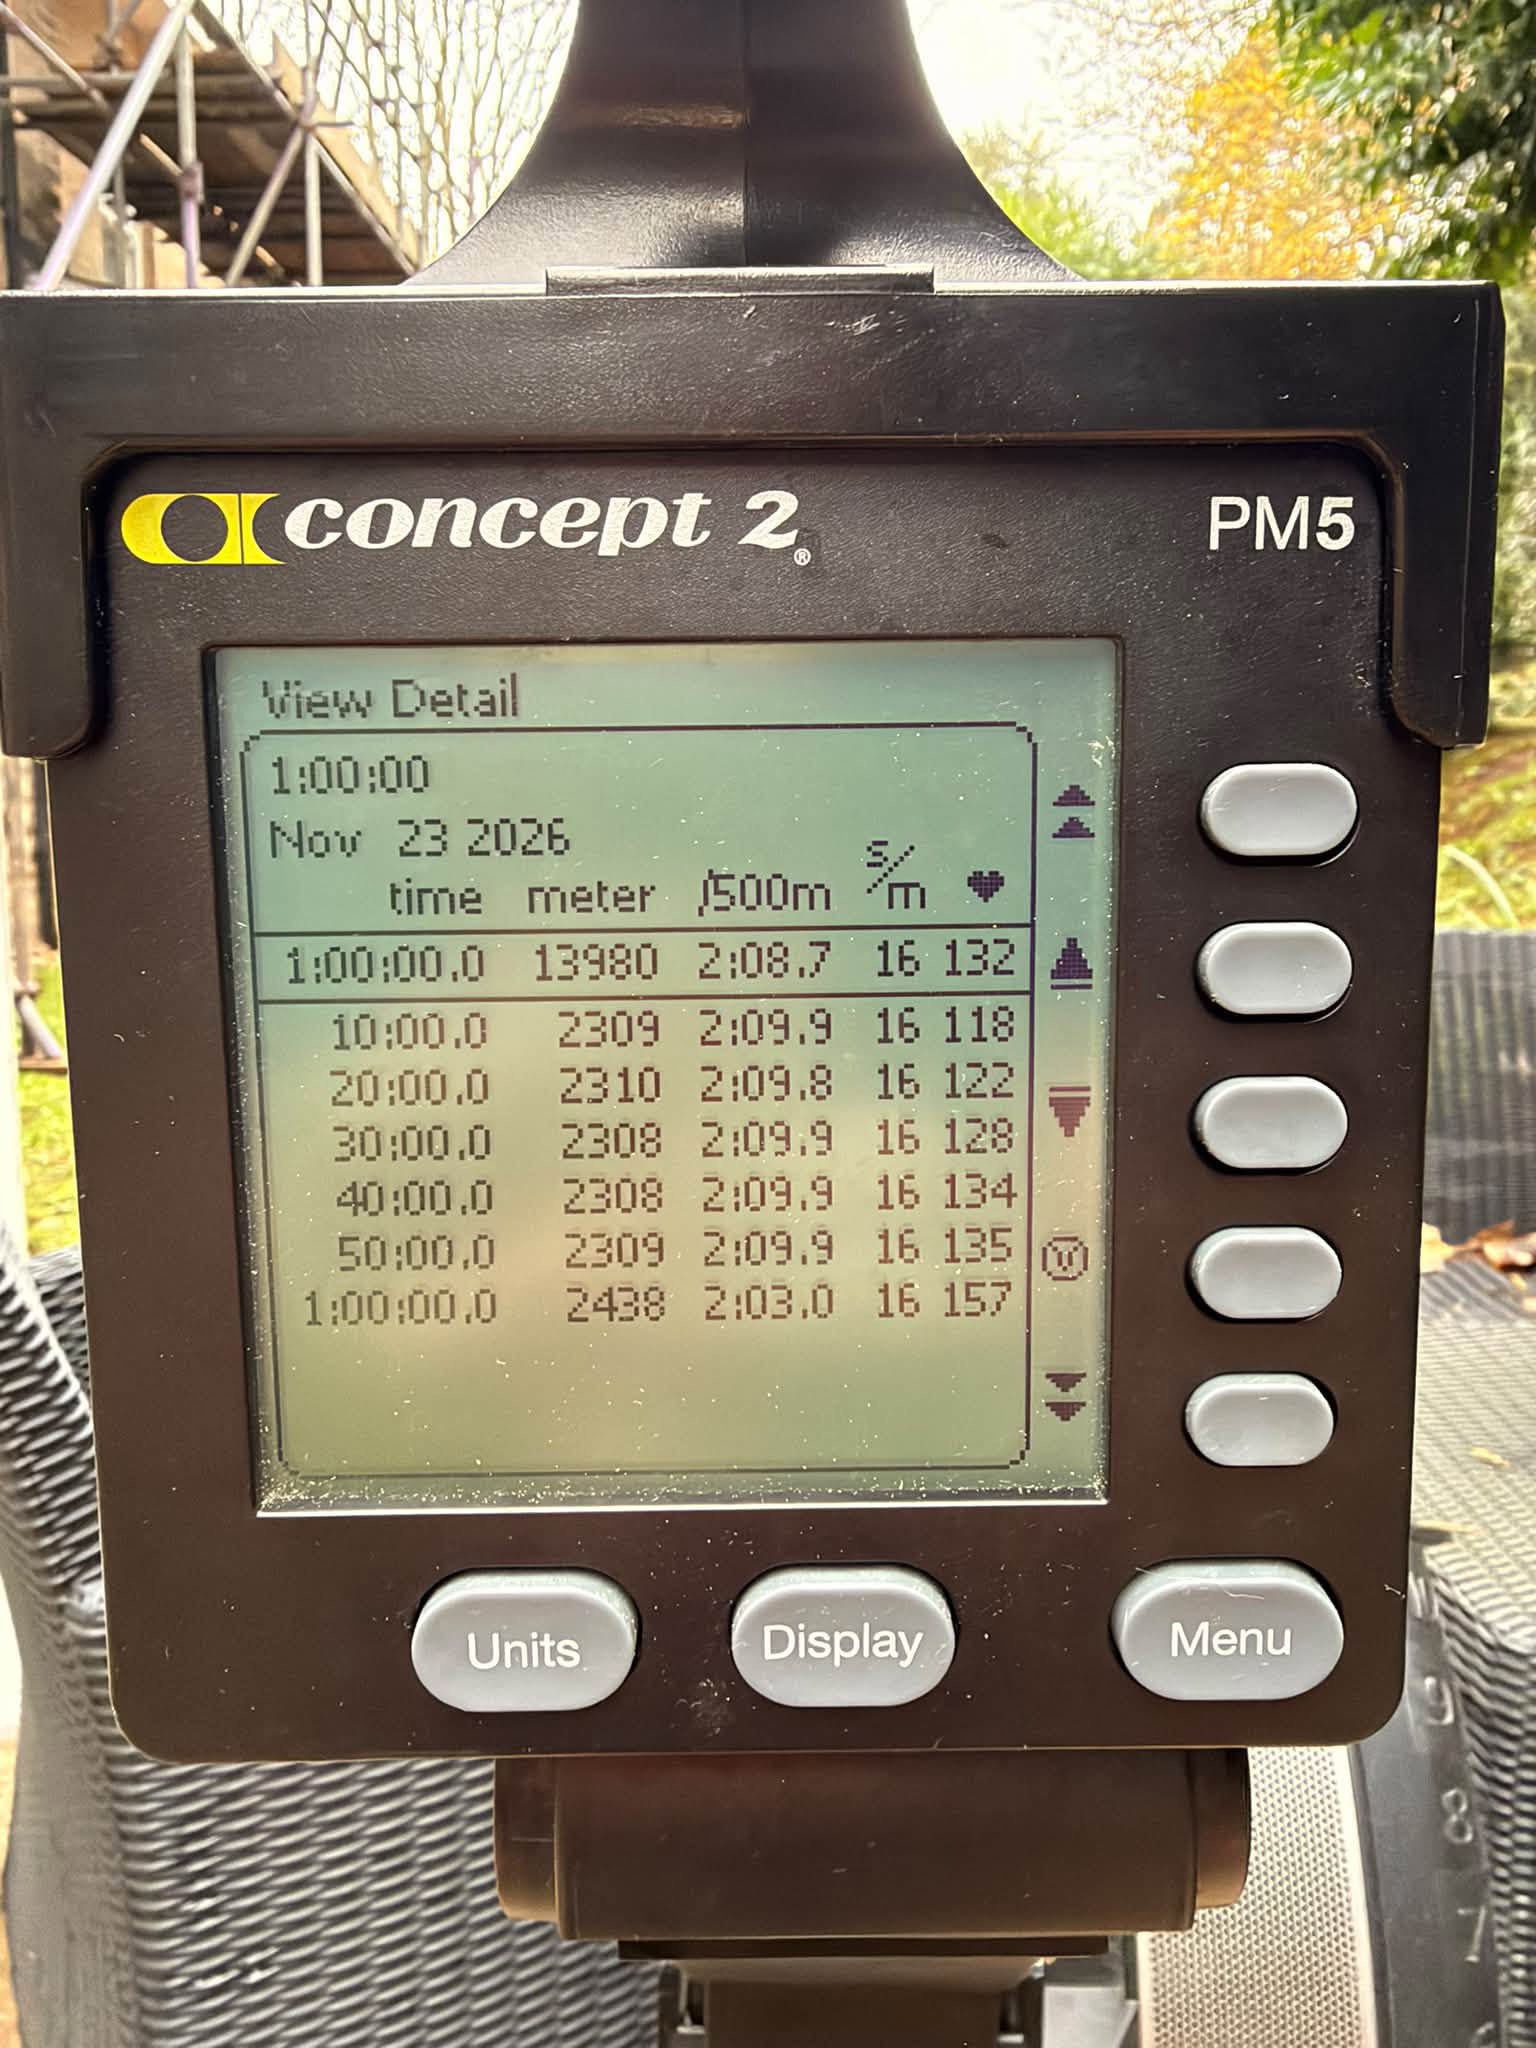 concept 2®
PM5
View Detail
1:00:00
Nov 23 2026
time meter /500m s/m
1:00:00.0 13980 2:08.7 16 132
10:00.0 2309 2:09.9 16 118
20:00.0 2310 2:09.8 16 122
30:00.0 2308 2:09.9 16 128
40:00.0 2308 2:09.9 16 134
50:00.0 2309 2:09.9 16 135
1:00:00.0 2438 2:03.0 16 157
Units
Display
Menu
9
8
7